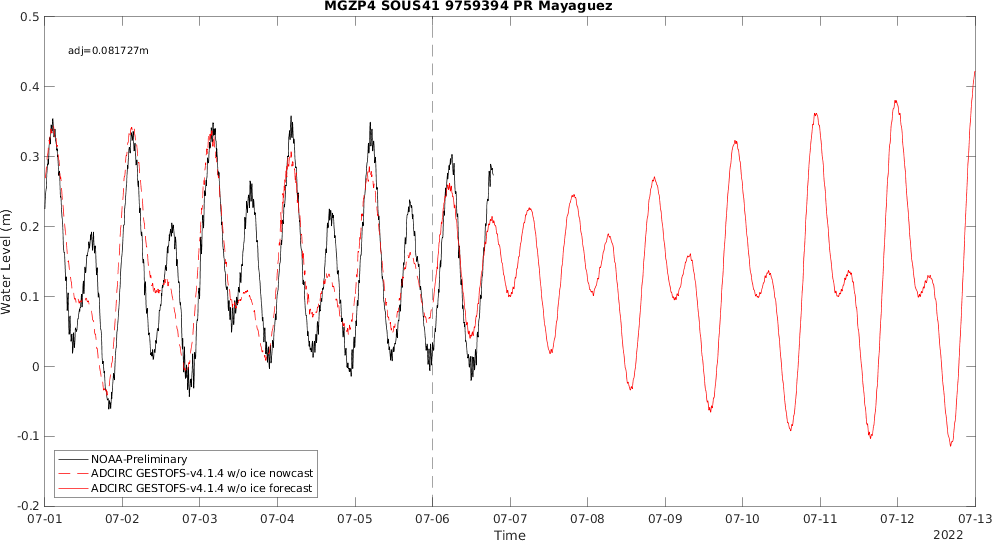 MGZP4 SOUS41 9759394 PR Mayaguez
adj=0.081727m
0.5
0.4
0.3
0.2
0.1
0
-0.1
-0.2
Water Level (m)
NOAA-Preliminary
ADCIRC GESTOFS-v4.1.4 w/o ice nowcast
ADCIRC GESTOFS-v4.1.4 w/o ice forecast
07-01 07-02 07-03 07-04 07-05 07-06 07-07 07-08 07-09 07-10 07-11 07-12 07-13
Time
2022